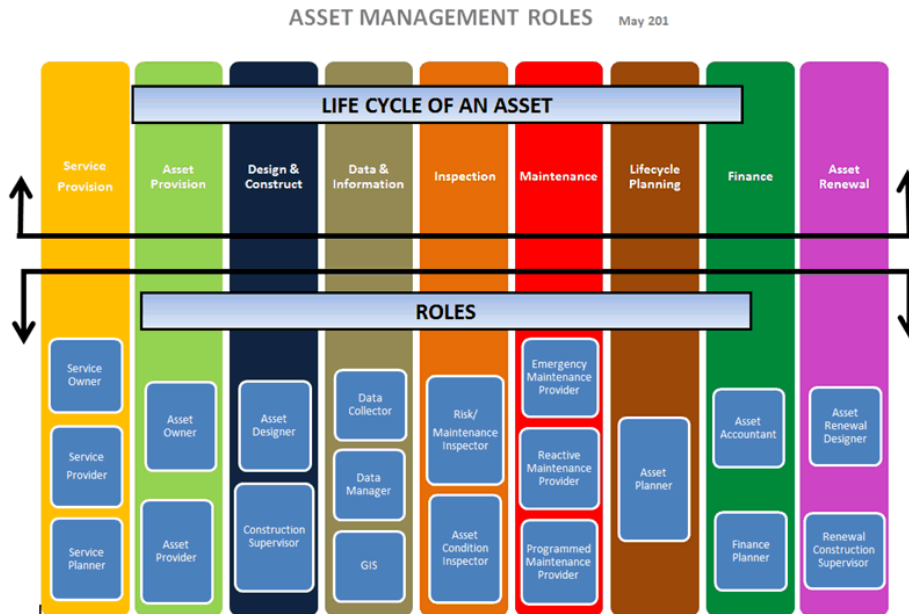 ASSET MANAGEMENT ROLES May 201
LIFE CYCLE OF AN ASSET
Service
Provision
Asset
Provision
Design &
Construct
Data &
Information
Inspection
Maintenance
Lifecycle
Planning
Finance
Asset
Renewal
ROLES
Service
Owner
Service
Provider
Service
Planner
Asset
Owner
Asset
Provider
Asset
Designer
Construction
Supervisor
Data
Collector
Data
Manager
GIS
Risk/
Maintenance
Inspector
Asset
Condition
Inspector
Emergency
Maintenance
Provider
Reactive
Maintenance
Provider
Programmed
Maintenance
Provider
Asset
Planner
Asset
Accountant
Finance
Planner
Asset
Renewal
Designer
Renewal
Construction
Supervisor